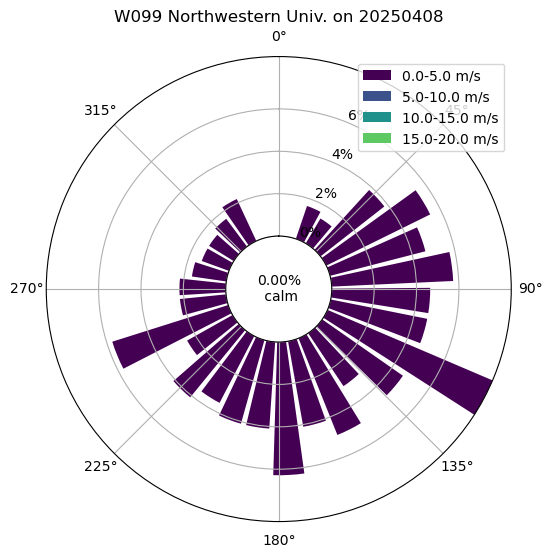 W099 Northwestern Univ. on 20250408
0°
0.0-5.0 m/s
5.0-10.0 m/s
10.0-15.0 m/s
15.0-20.0 m/s
315°
45°
6%
4%
2%
0%
270°
0.00%
calm
90°
225°
135°
180°